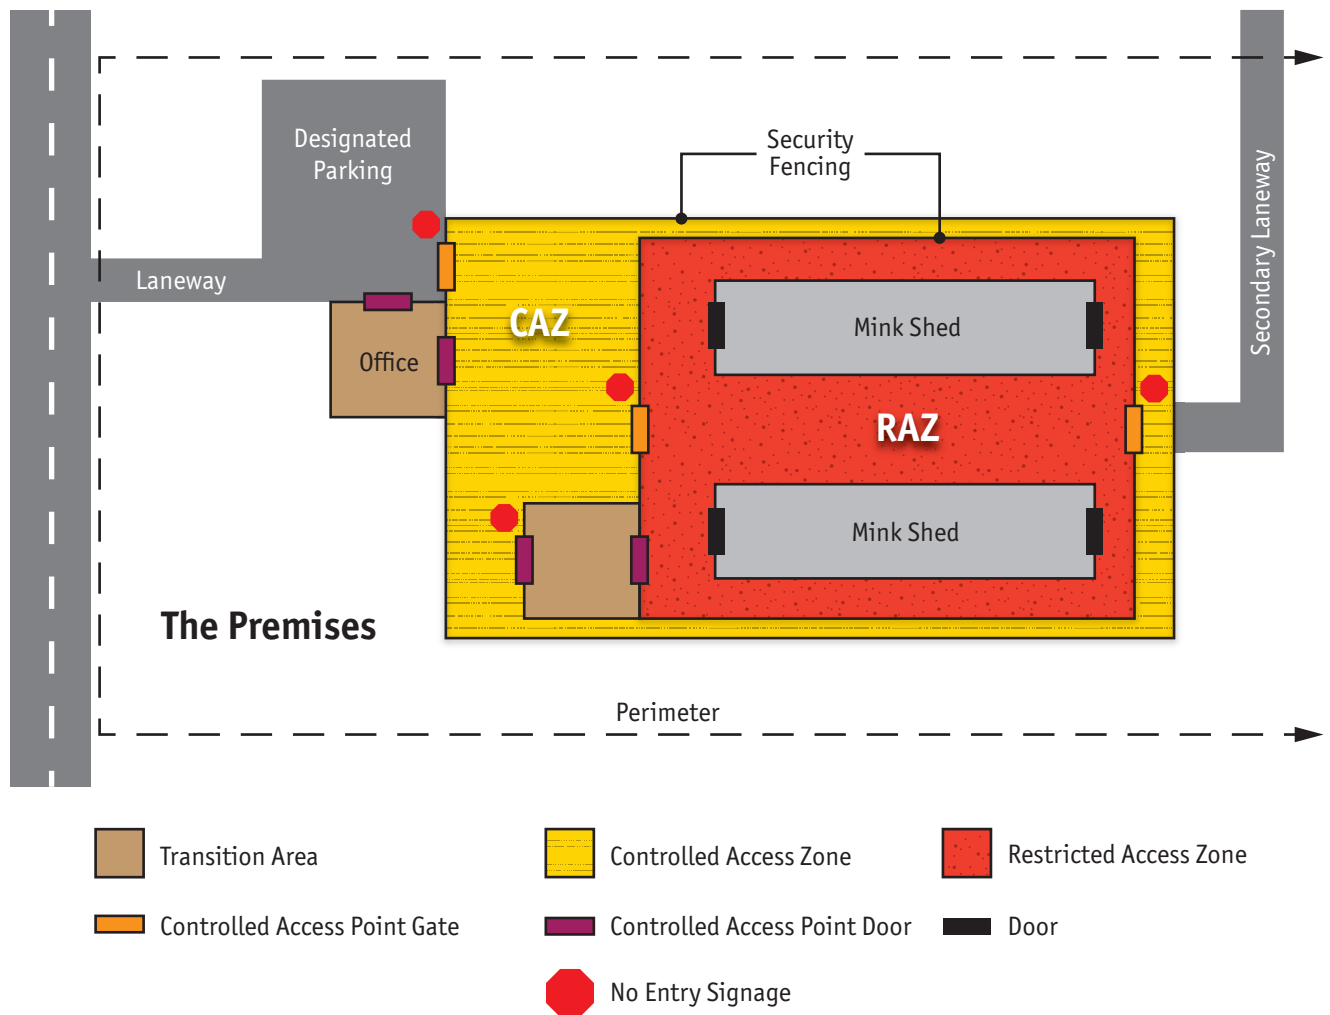 Designated
Parking
Security
Fencing
Secondary Laneway
Laneway
CAZ
Mink Shed
Office
RAZ
Mink Shed
The Premises
Perimeter
Transition Area
Controlled Access Zone
Restricted Access Zone
Controlled Access Point Gate
Controlled Access Point Door
Door
No Entry Signage